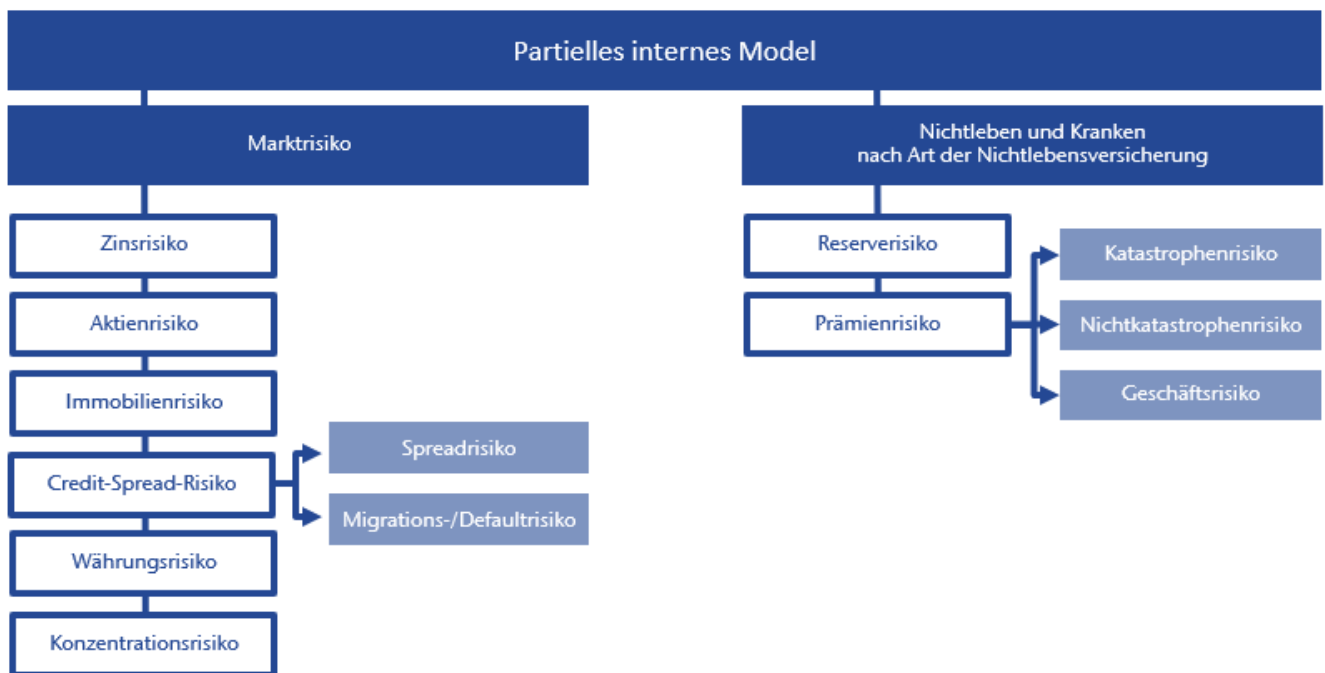 Partielles internes Model
Marktrisiko
Nichtleben und Kranken
nach Art der Nichtlebensversicherung
Zinsrisiko
Aktienrisiko
Immobilienrisiko
Credit-Spread-Risiko
Spreadrisiko
Migrations-/Defaultrisiko
Währungsrisiko
Konzentrationsrisiko
Reserverisiko
Prämienrisiko
Katastrophenrisiko
Nichtkatastrophenrisiko
Geschäftsrisiko